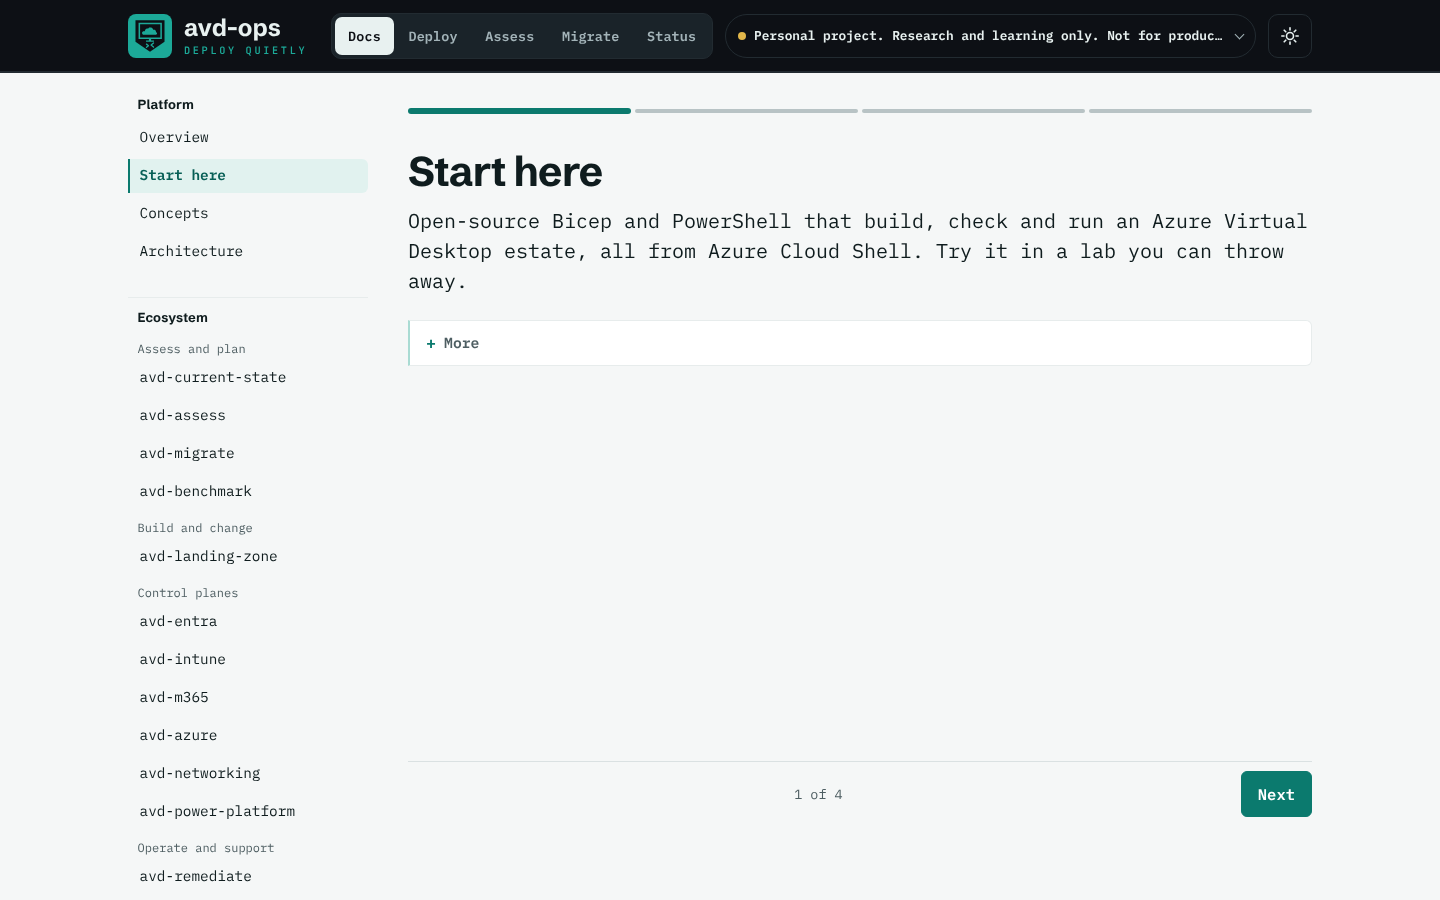 avd-ops
DEPLOY QUIETLY
Docs
Deploy
Assess
Migrate
Status
Personal project. Research and learning only. Not for produc…
Platform
Overview
Start here
Concepts
Architecture
Ecosystem
Assess and plan
avd-current-state
avd-assess
avd-migrate
avd-benchmark
Build and change
avd-landing-zone
Control planes
avd-entra
avd-intune
avd-m365
avd-azure
avd-networking
avd-power-platform
Operate and support
avd-remediate
Start here
Open-source Bicep and PowerShell that build, check and run an Azure Virtual
Desktop estate, all from Azure Cloud Shell. Try it in a lab you can throw
away.
+ More
1 of 4
Next